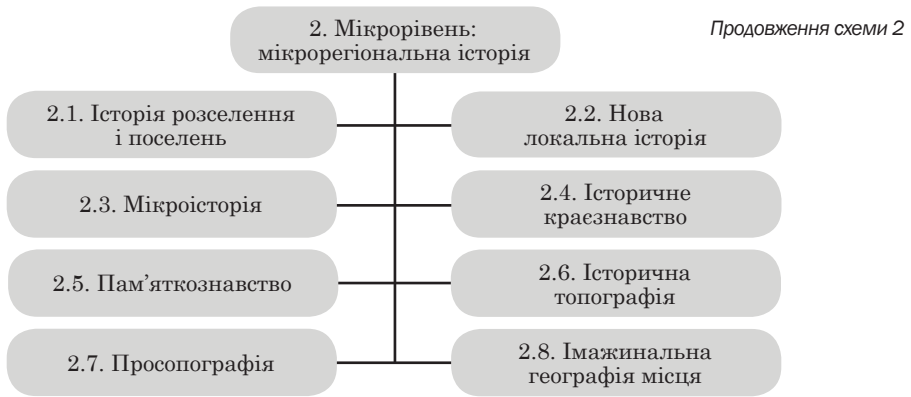 2. Мікрорівень:
мікрорегіональна історія
Продовження схеми 2
2.1. Історія розселення
і поселень
2.2. Нова
локальна історія
2.3. Мікроісторія
2.4. Історичне
краєзнавство
2.5. Пам’яткознавство
2.6. Історична
топографія
2.7. Просопографія
2.8. Імажинальна
географія місця